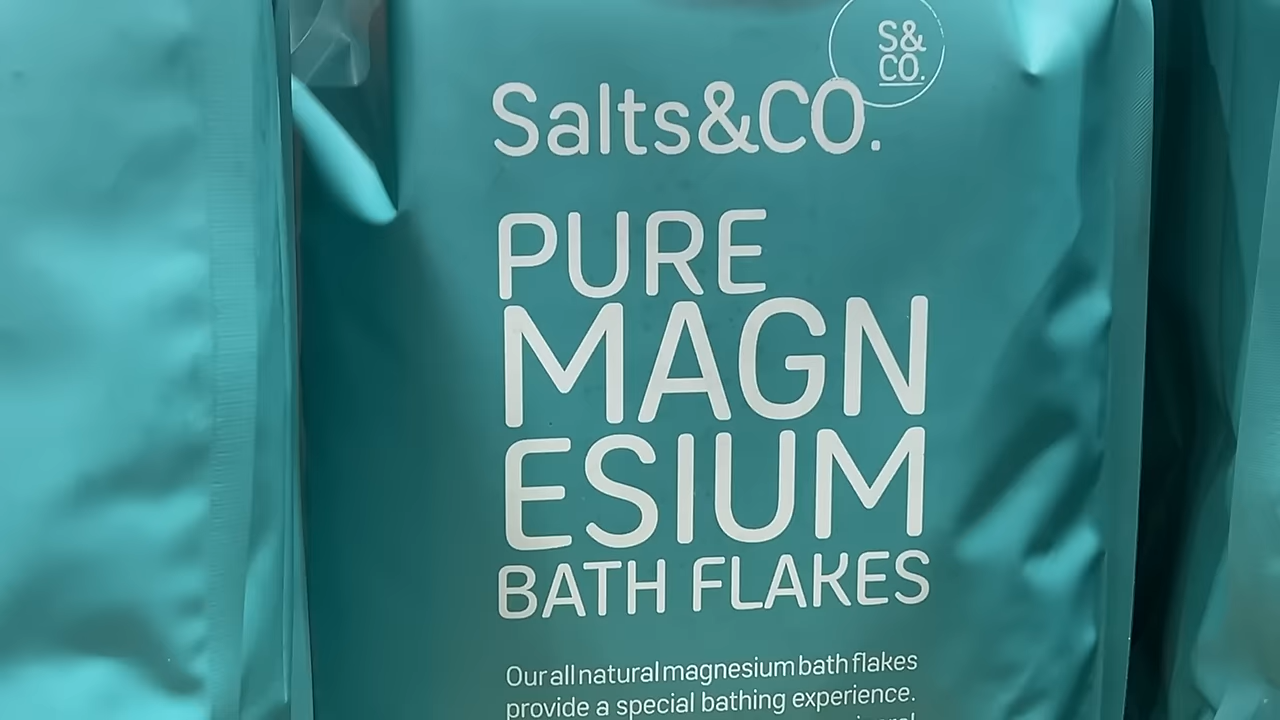 S&
CO.
Salts&CO.
PURE
MAGN
ESIUM
BATH FLAKES
Our all natural magnesium bath flakes
provide a special bathing experience.